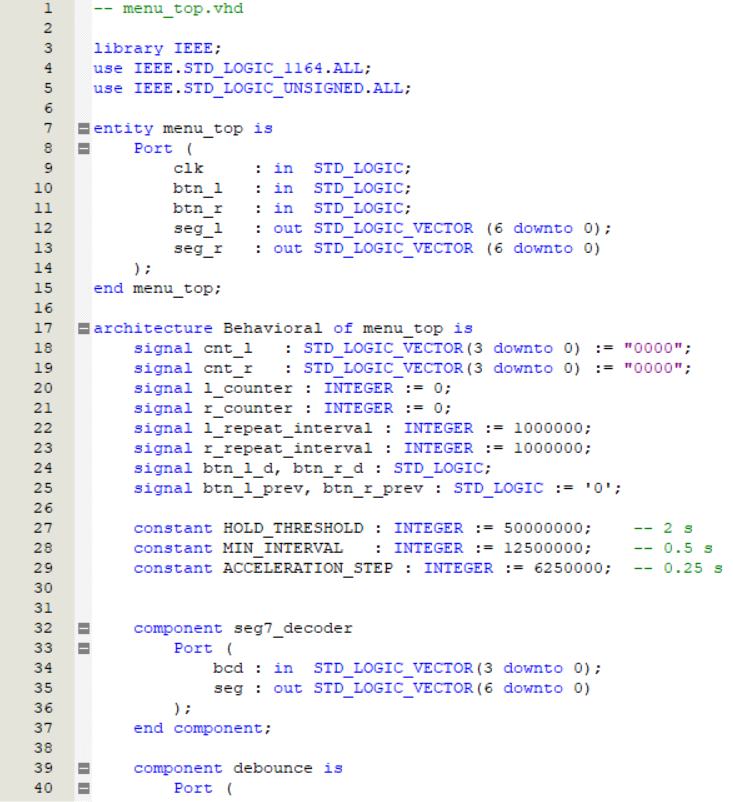 1 -- menu_top.vhd
2
3 library IEEE;
4 use IEEE.STD_LOGIC_1164.ALL;
5 use IEEE.STD_LOGIC_UNSIGNED.ALL;
6
7 entity menu_top is
8     Port (
9         clk     : in  STD_LOGIC;
10         btn_l   : in  STD_LOGIC;
11         btn_r   : in  STD_LOGIC;
12         seg_l   : out STD_LOGIC_VECTOR (6 downto 0);
13         seg_r   : out STD_LOGIC_VECTOR (6 downto 0)
14     );
15 end menu_top;
16
17 architecture Behavioral of menu_top is
18     signal cnt_l   : STD_LOGIC_VECTOR(3 downto 0) := "0000";
19     signal cnt_r   : STD_LOGIC_VECTOR(3 downto 0) := "0000";
20     signal l_counter : INTEGER := 0;
21     signal r_counter : INTEGER := 0;
22     signal l_repeat_interval : INTEGER := 1000000;
23     signal r_repeat_interval : INTEGER := 1000000;
24     signal btn_l_d, btn_r_d : STD_LOGIC;
25     signal btn_l_prev, btn_r_prev : STD_LOGIC := '0';
26
27     constant HOLD_THRESHOLD : INTEGER := 50000000;    -- 2 s
28     constant MIN_INTERVAL   : INTEGER := 12500000;    -- 0.5 s
29     constant ACCELERATION_STEP : INTEGER := 6250000;  -- 0.25 s
30
31
32     component seg7_decoder
33         Port (
34             bcd : in  STD_LOGIC_VECTOR(3 downto 0);
35             seg : out STD_LOGIC_VECTOR(6 downto 0)
36         );
37     end component;
38
39     component debounce is
40         Port (